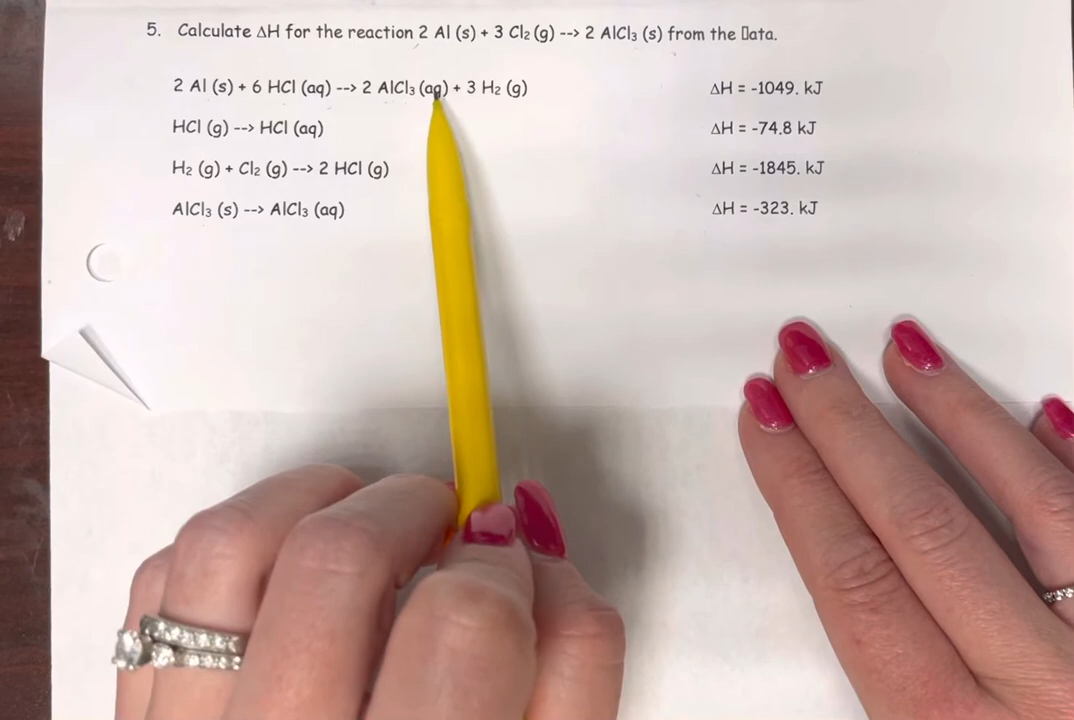 5. Calculate ΔH for the reaction 2 Al (s) + 3 Cl₂ (g) --> 2 AlCl₃ (s) from the ▯ata.
2 Al (s) + 6 HCl (aq) --> 2 AlCl₃ (aq) + 3 H₂ (g) ΔH = -1049. kJ
HCl (g) --> HCl (aq) ΔH = -74.8 kJ
H₂ (g) + Cl₂ (g) --> 2 HCl (g) ΔH = -1845. kJ
AlCl₃ (s) --> AlCl₃ (aq) ΔH = -323. kJ